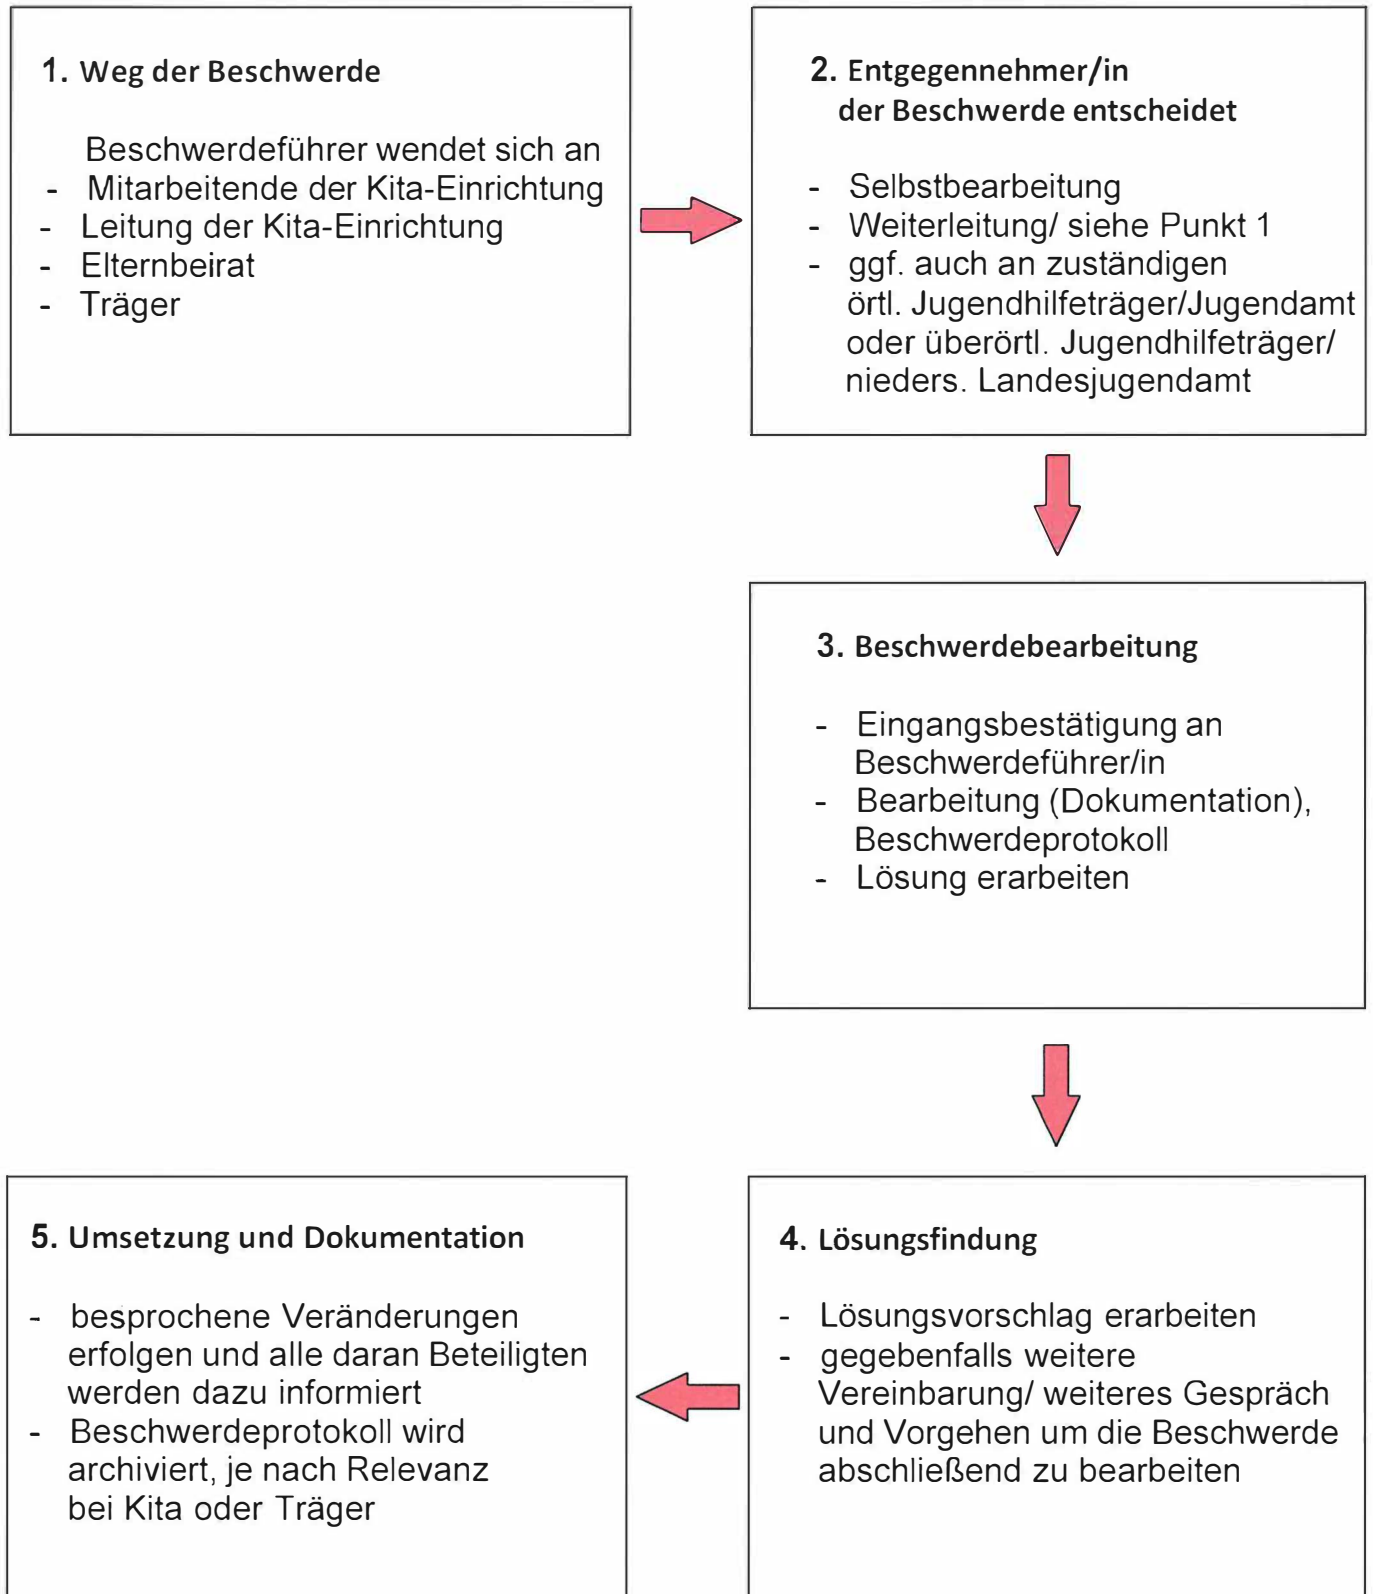 1. Weg der Beschwerde
Beschwerdeführer wendet sich an
- Mitarbeitende der Kita-Einrichtung
- Leitung der Kita-Einrichtung
- Elternbeirat
- Träger
2. Entgegennehmer/in
der Beschwerde entscheidet
- Selbstbearbeitung
- Weiterleitung/ siehe Punkt 1
- ggf. auch an zuständigen
örtl. Jugendhilfeträger/Jugendamt
oder überörtl. Jugendhilfeträger/
nieders. Landesjugendamt
3. Beschwerdebearbeitung
- Eingangsbestätigung an
Beschwerdeführer/in
- Bearbeitung (Dokumentation),
Beschwerdeprotokoll
- Lösung erarbeiten
4. Lösungsfindung
- Lösungsvorschlag erarbeiten
- gegebenfalls weitere
Vereinbarung/ weiteres Gespräch
und Vorgehen um die Beschwerde
abschließend zu bearbeiten
5. Umsetzung und Dokumentation
- besprochene Veränderungen
erfolgen und alle daran Beteiligten
werden dazu informiert
- Beschwerdeprotokoll wird
archiviert, je nach Relevanz
bei Kita oder Träger